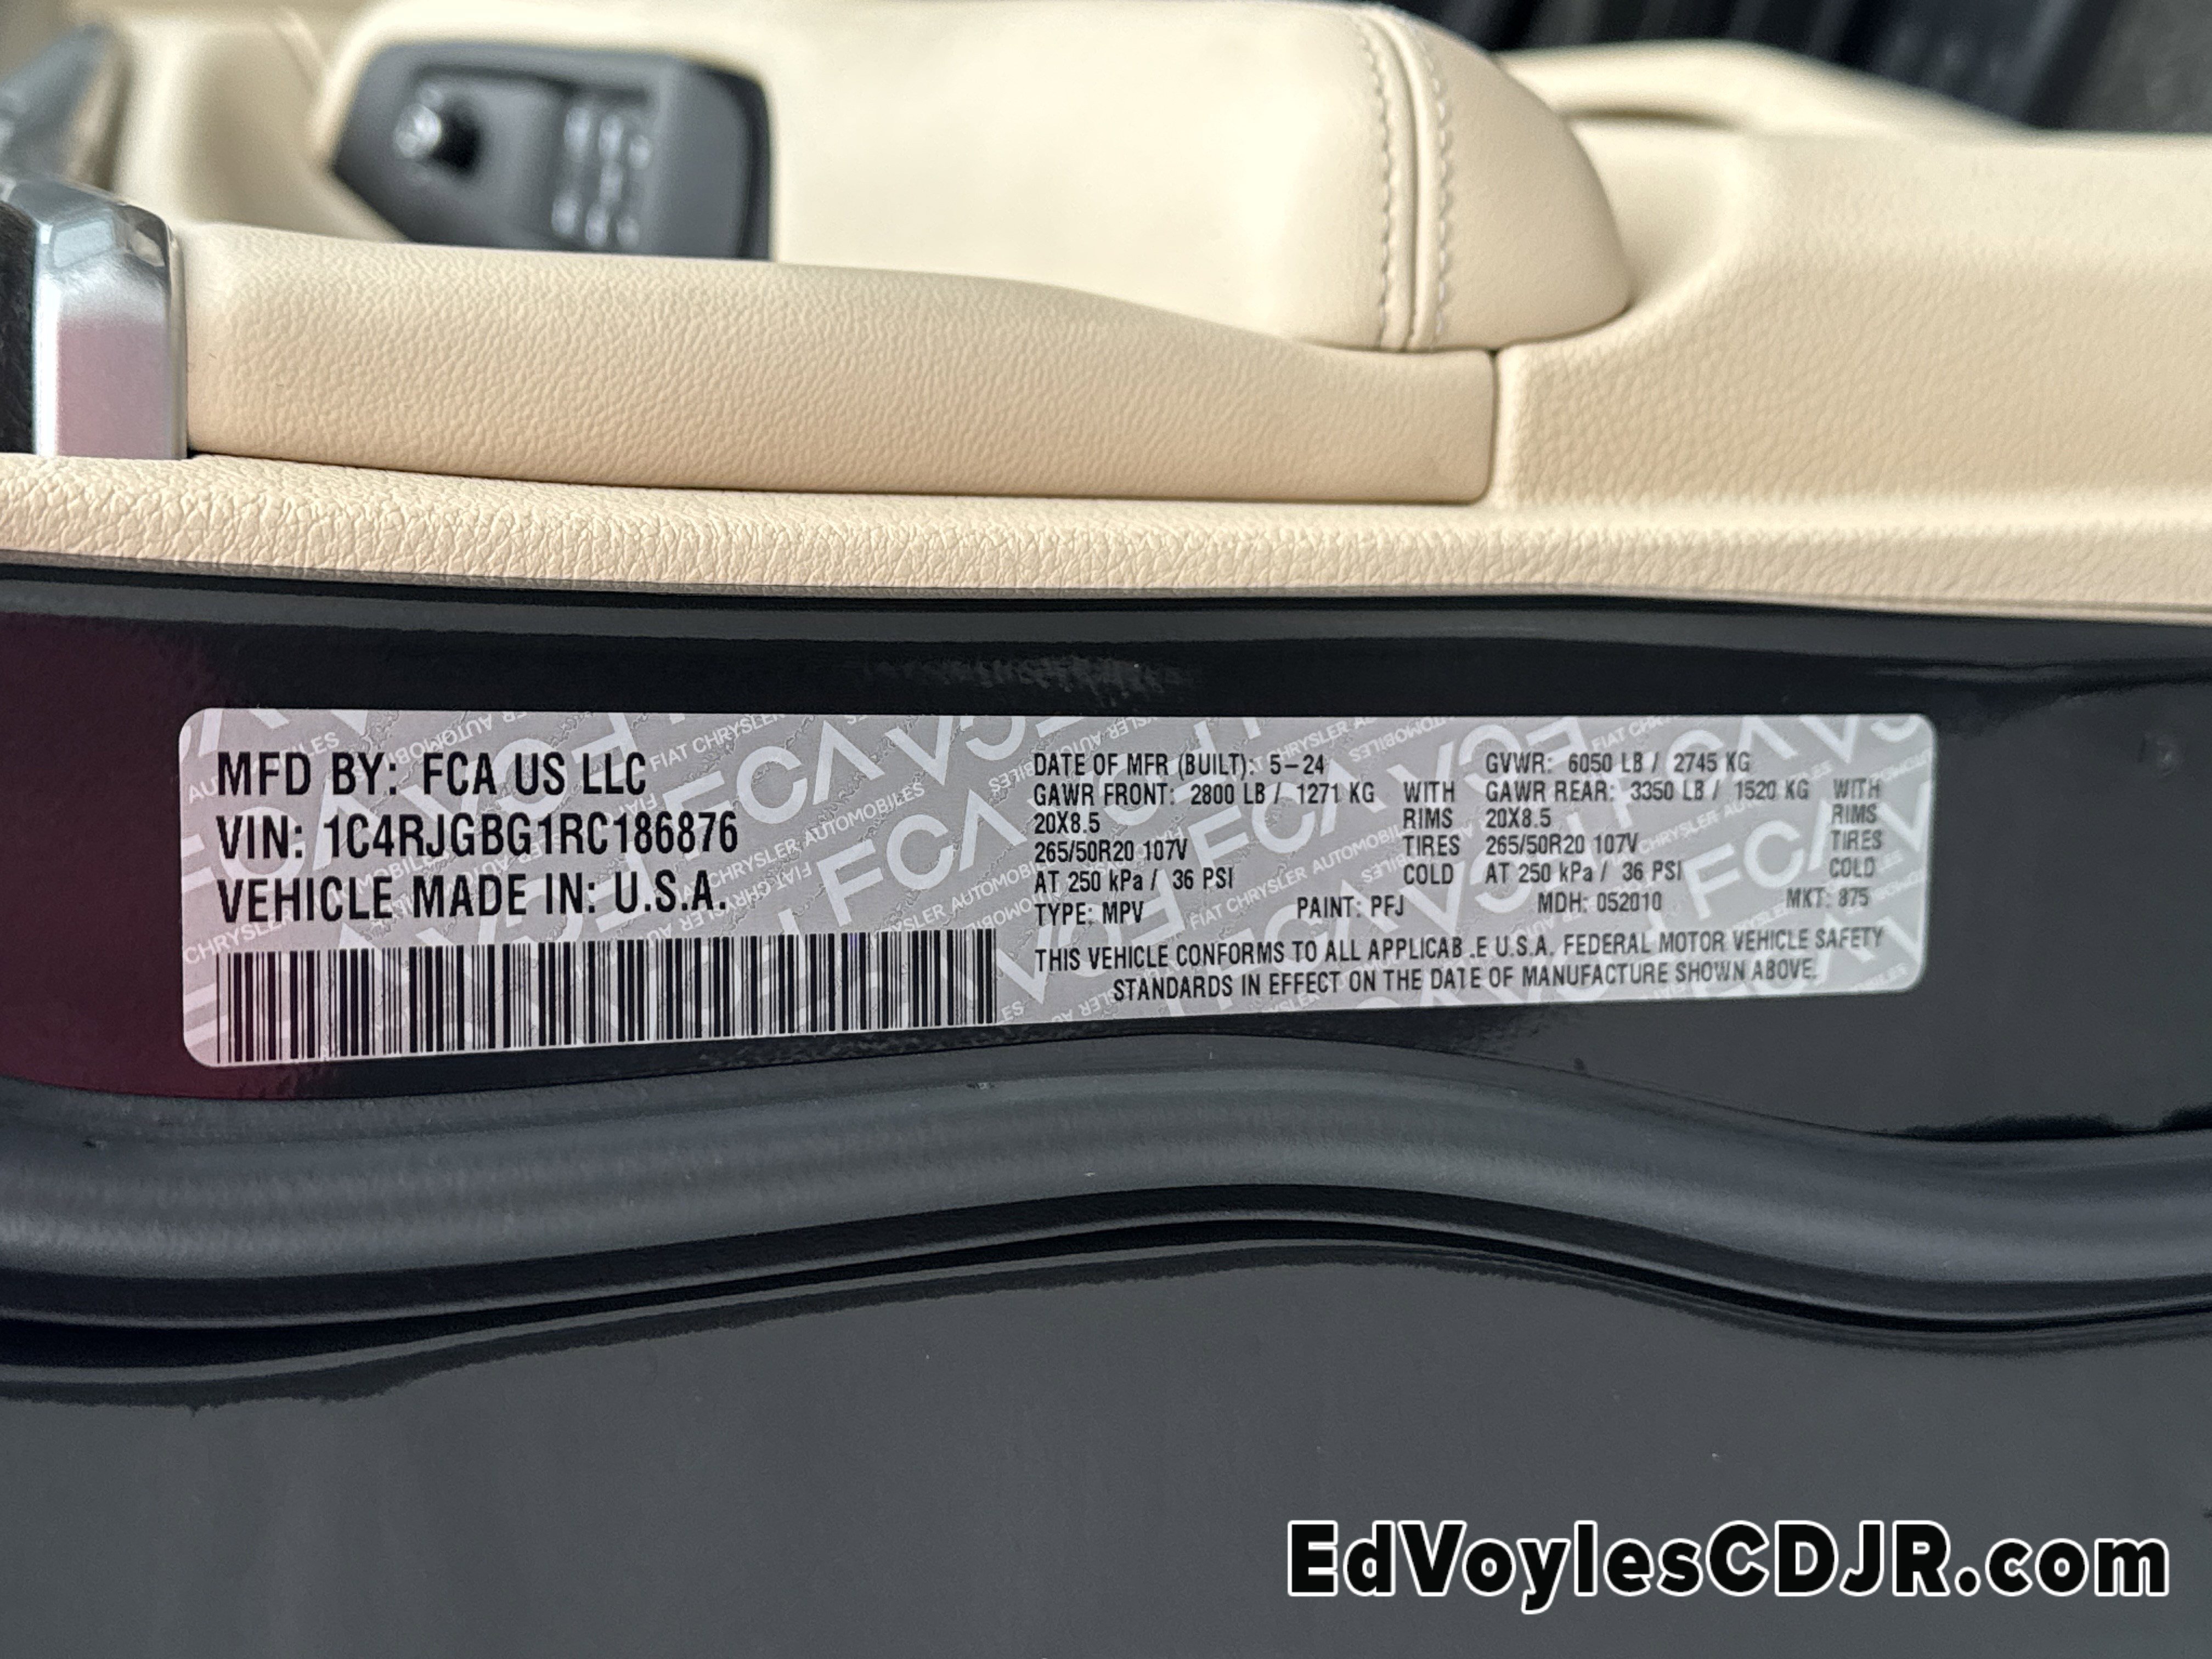 MFD BY: FCA US LLC
VIN: 1C4RJGBG1RC186876
VEHICLE MADE IN: U.S.A.
DATE OF MFR (BUILT): 5-24 GVWR: 6050 LB / 2745 KG
GAWR FRONT: 2800 LB / 1271 KG WITH GAWR REAR: 3350 LB / 1520 KG WITH
20X8.5 RIMS 20X8.5 RIMS
265/50R20 107V TIRES 265/50R20 107V TIRES
AT 250 kPa / 36 PSI COLD AT 250 kPa / 36 PSI COLD
TYPE: MPV PAINT: PFJ MDH: 052010 MKT: 875
THIS VEHICLE CONFORMS TO ALL APPLICAB.E U.S.A. FEDERAL MOTOR VEHICLE SAFETY
STANDARDS IN EFFECT ON THE DATE OF MANUFACTURE SHOWN ABOVE.
EdVoylesCDJR.com